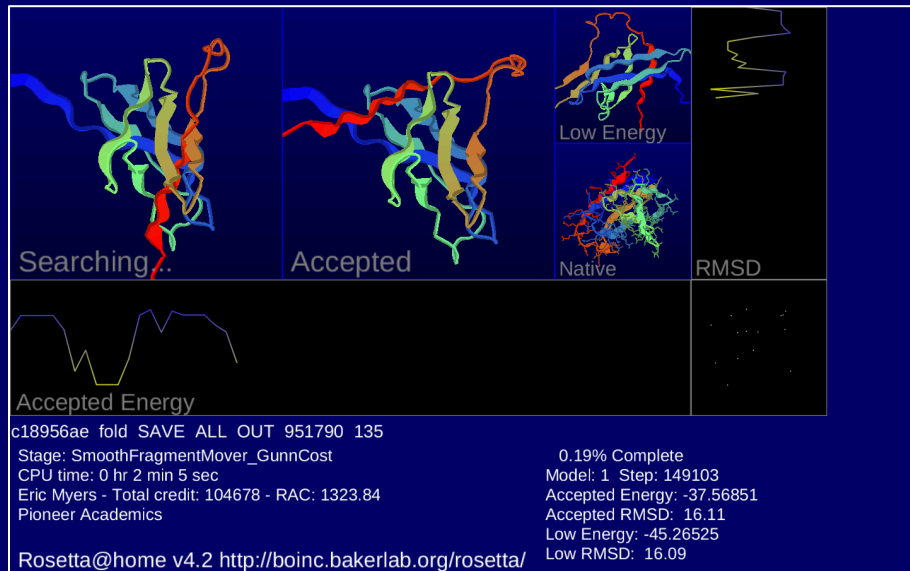 Searching...
Accepted
Low Energy
Native
RMSD
Accepted Energy
c18956ae fold SAVE ALL OUT 951790 135
Stage: SmoothFragmentMover_GunnCost
CPU time: 0 hr 2 min 5 sec
Eric Myers - Total credit: 104678 - RAC: 1323.84
Pioneer Academics
0.19% Complete
Model: 1 Step: 149103
Accepted Energy: -37.56851
Accepted RMSD: 16.11
Low Energy: -45.26525
Low RMSD: 16.09
Rosetta@home v4.2 http://boinc.bakerlab.org/rosetta/